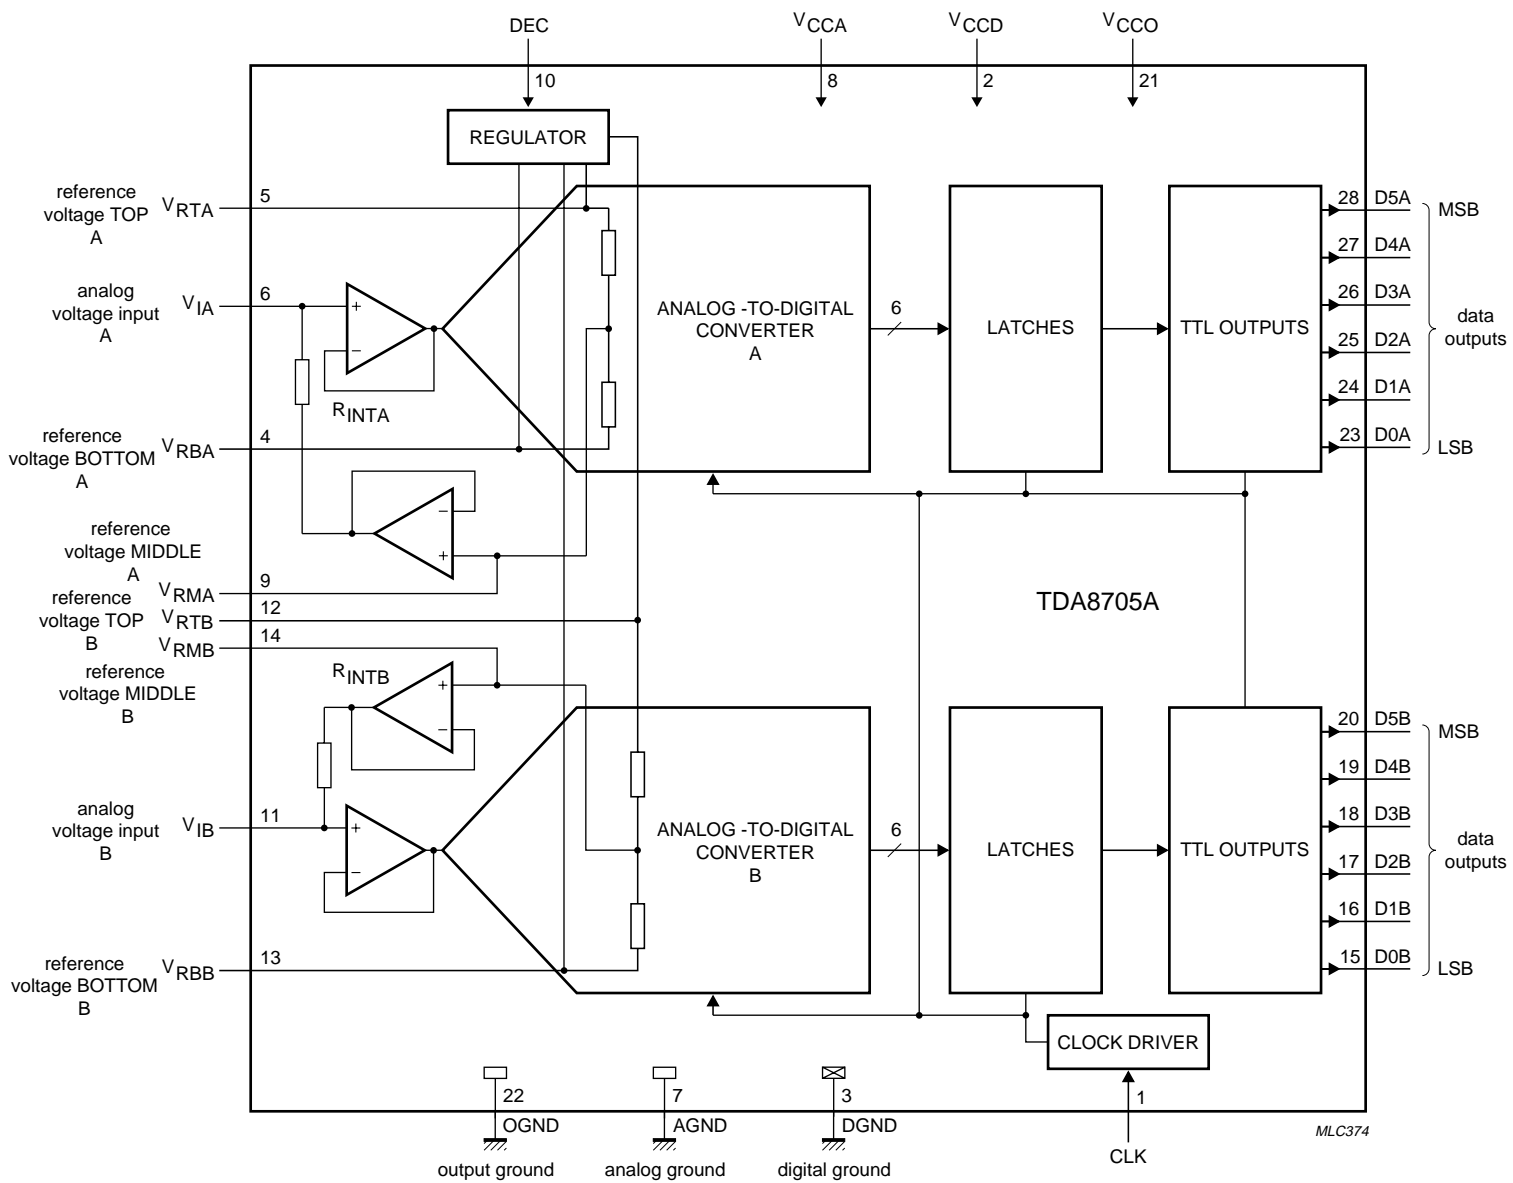 DEC
VCCA
VCCD
VCCO
10
8
2
21
REGULATOR
reference
voltage TOP
A
VRTA
5
analog
voltage input
A
VIA
6
+
−
RINTA
reference
voltage BOTTOM
A
VRBA
4
−
+
reference
voltage MIDDLE
A
VRMA
9
reference
voltage TOP
B
VRTB
12
VRMB
14
reference
voltage MIDDLE
B
RINTB
+
−
analog
voltage input
B
VIB
11
+
−
reference
voltage BOTTOM
B
VRBB
13
ANALOG -TO-DIGITAL
CONVERTER
A
6
LATCHES
TTL OUTPUTS
28 D5A
MSB
27 D4A
26 D3A
25 D2A
24 D1A
23 D0A
LSB
data
outputs
TDA8705A
ANALOG -TO-DIGITAL
CONVERTER
B
6
LATCHES
TTL OUTPUTS
20 D5B
MSB
19 D4B
18 D3B
17 D2B
16 D1B
15 D0B
LSB
data
outputs
CLOCK DRIVER
1
CLK
22
OGND
output ground
7
AGND
analog ground
3
DGND
digital ground
MLC374